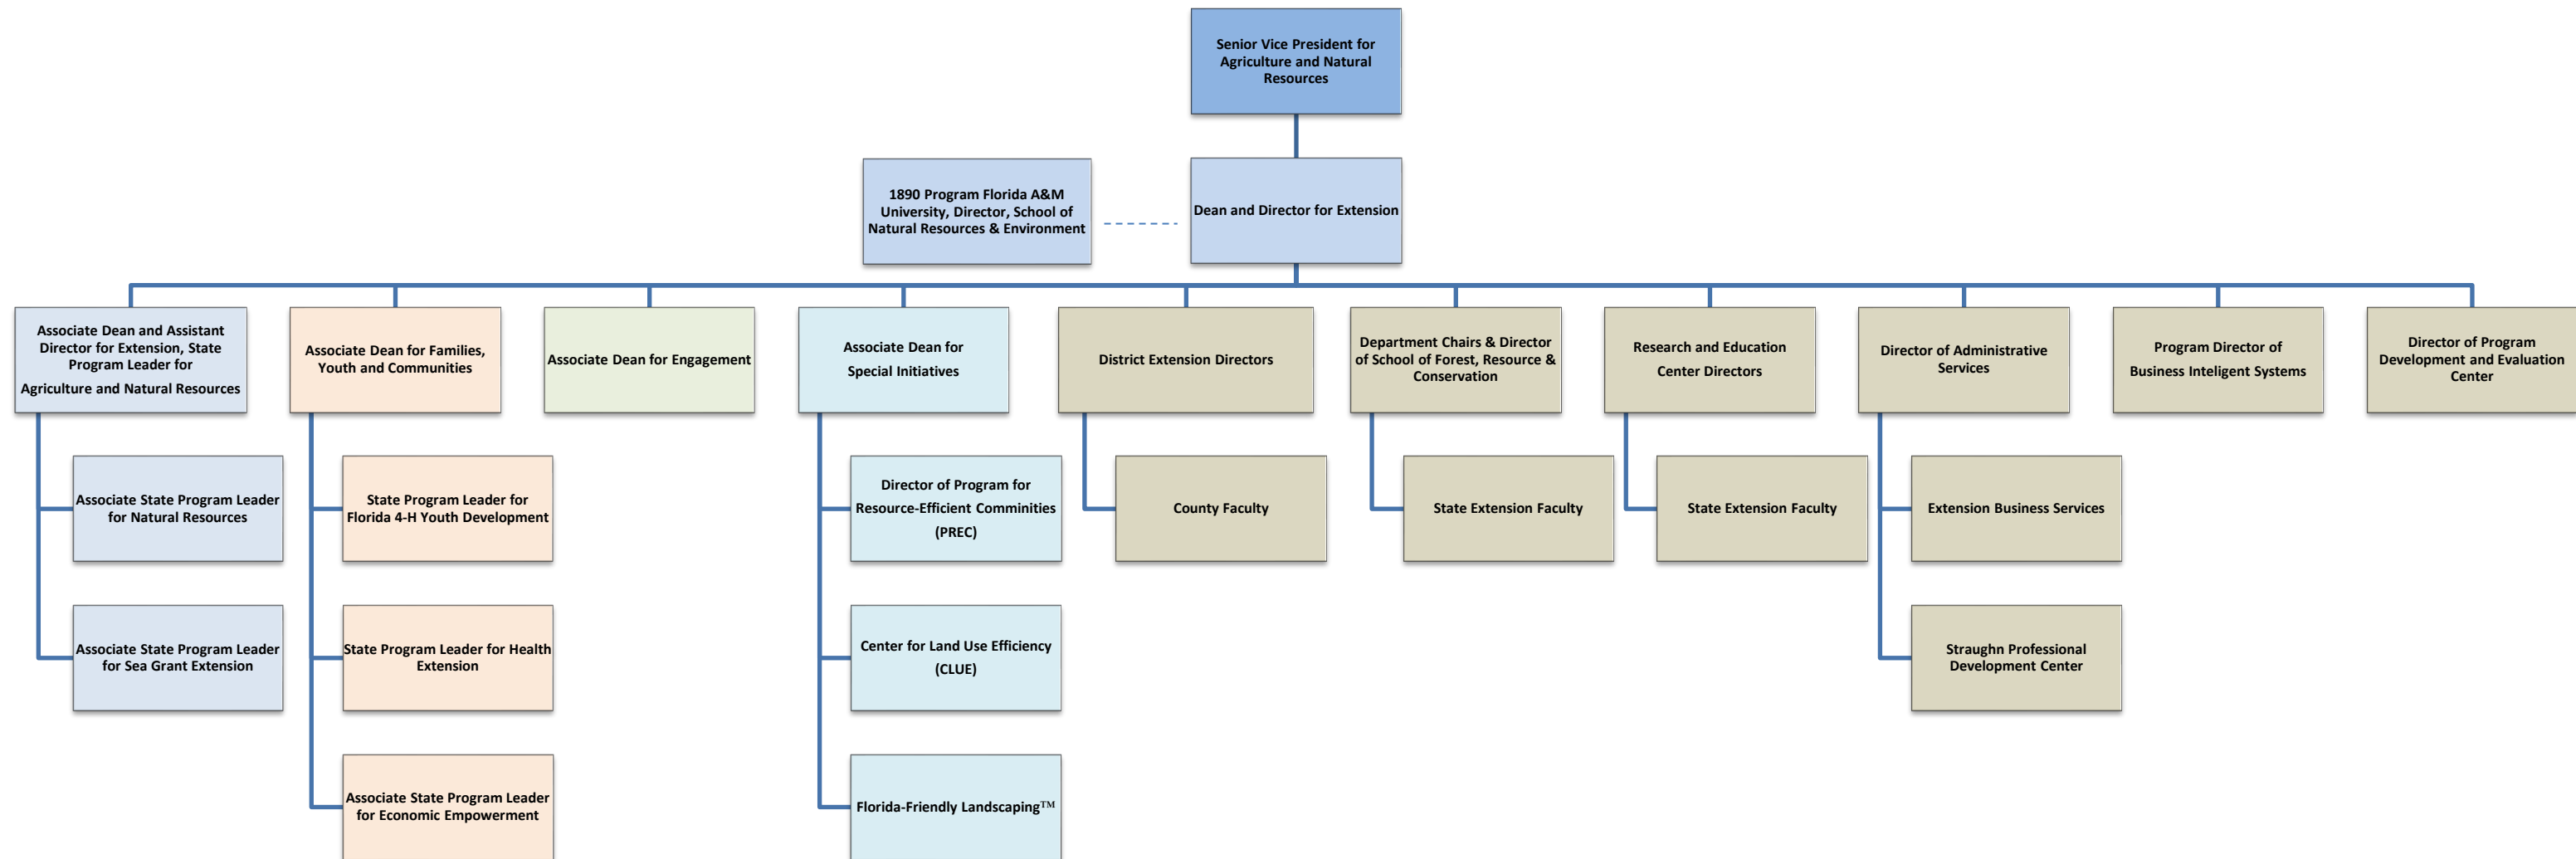 Senior Vice President for
Agriculture and Natural
Resources
1890 Program Florida A&M
University, Director, School of
Natural Resources & Environment
Dean and Director for Extension
Associate Dean and Assistant
Director for Extension, State
Program Leader for
Agriculture and Natural Resources
Associate Dean for Families,
Youth and Communities
Associate Dean for Engagement
Associate Dean for
Special Initiatives
District Extension Directors
Department Chairs & Director
of School of Forest, Resource &
Conservation
Research and Education
Center Directors
Director of Administrative
Services
Program Director of
Business Inteligent Systems
Director of Program
Development and Evaluation
Center
Associate State Program Leader
for Natural Resources
State Program Leader for
Florida 4-H Youth Development
Director of Program for
Resource-Efficient Comminities
(PREC)
County Faculty
State Extension Faculty
State Extension Faculty
Extension Business Services
Associate State Program Leader
for Sea Grant Extension
State Program Leader for Health
Extension
Center for Land Use Efficiency
(CLUE)
Straughn Professional
Development Center
Associate State Program Leader
for Economic Empowerment
Florida-Friendly Landscaping™